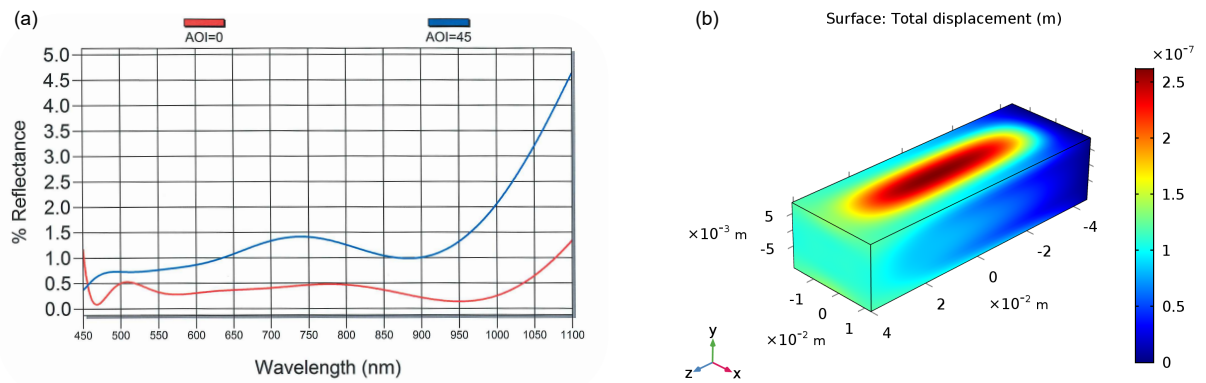 (a)
AOI=0
AOI=45
5.0
4.5
4.0
3.5
3.0
2.5
2.0
1.5
1.0
0.5
0.0
% Reflectance
450 500 550 600 650 700 750 800 850 900 950 1000 1050 1100
Wavelength (nm)
(b)
Surface: Total displacement (m)
×10⁻⁷
2.5
2
1.5
1
0.5
0
5
-5
×10⁻³ m
-1
0
1
×10⁻² m
4
2
0
-2
-4
×10⁻² m
y
z
x